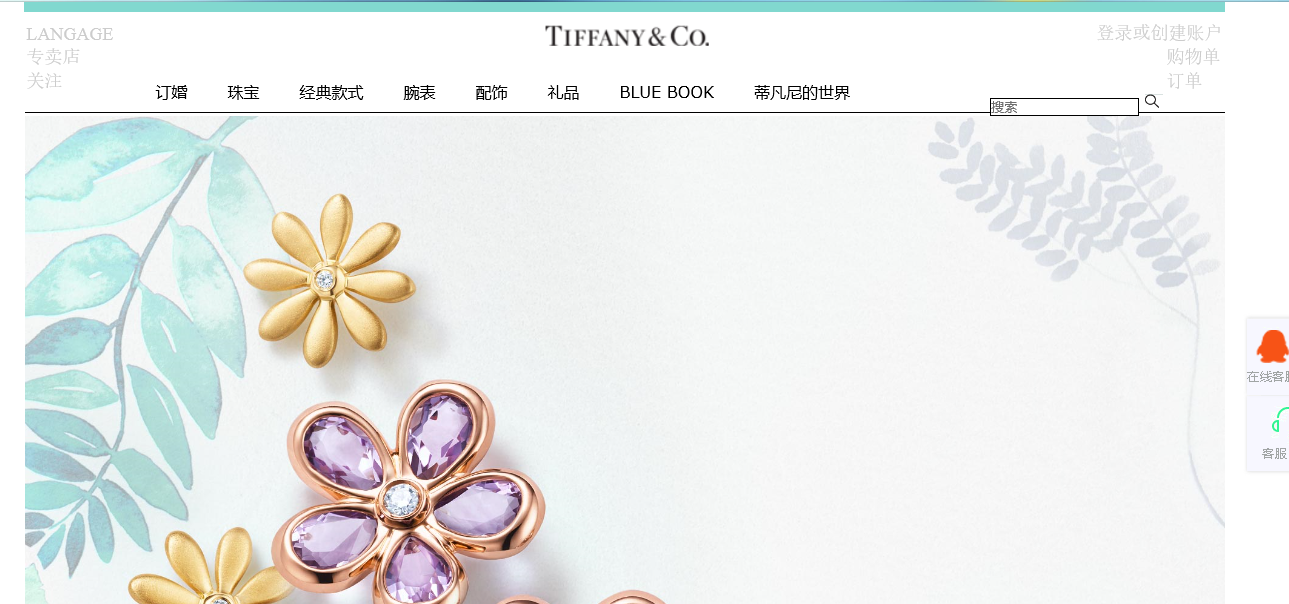 LANGAGE
专卖店
关注
TIFFANY & CO.
登录或创建账户
购物单
订单
订婚 珠宝 经典款式 腕表 配饰 礼品 BLUE BOOK 蒂凡尼的世界
搜索
在线客服
客服